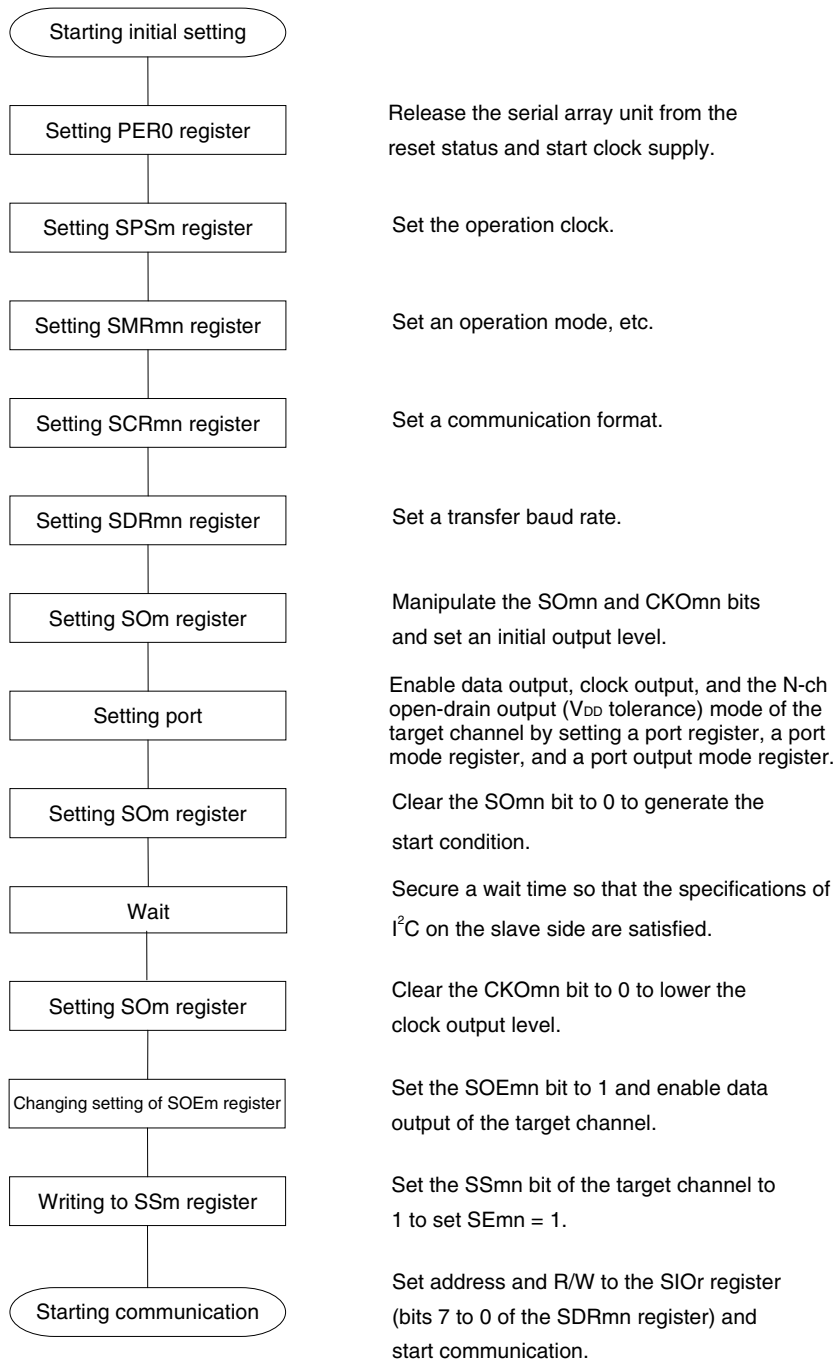 Starting initial setting
Setting PER0 register
Release the serial array unit from the
reset status and start clock supply.
Setting SPSm register
Set the operation clock.
Setting SMRmn register
Set an operation mode, etc.
Setting SCRmn register
Set a communication format.
Setting SDRmn register
Set a transfer baud rate.
Setting SOm register
Manipulate the SOmn and CKOmn bits
and set an initial output level.
Setting port
Enable data output, clock output, and the N-ch
open-drain output (VDD tolerance) mode of the
target channel by setting a port register, a port
mode register, and a port output mode register.
Setting SOm register
Clear the SOmn bit to 0 to generate the
start condition.
Wait
Secure a wait time so that the specifications of
I²C on the slave side are satisfied.
Setting SOm register
Clear the CKOmn bit to 0 to lower the
clock output level.
Changing setting of SOEm register
Set the SOEmn bit to 1 and enable data
output of the target channel.
Writing to SSm register
Set the SSmn bit of the target channel to
1 to set SEmn = 1.
Starting communication
Set address and R/W to the SIOr register
(bits 7 to 0 of the SDRmn register) and
start communication.